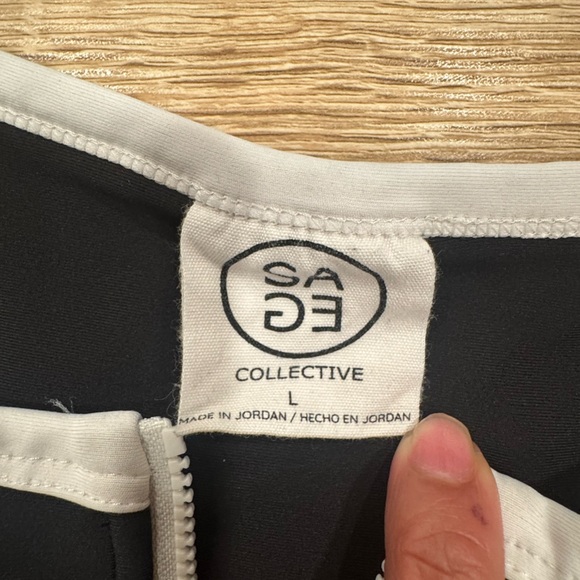 SA
GE
COLLECTIVE
L
MADE IN JORDAN / HECHO EN JORDAN